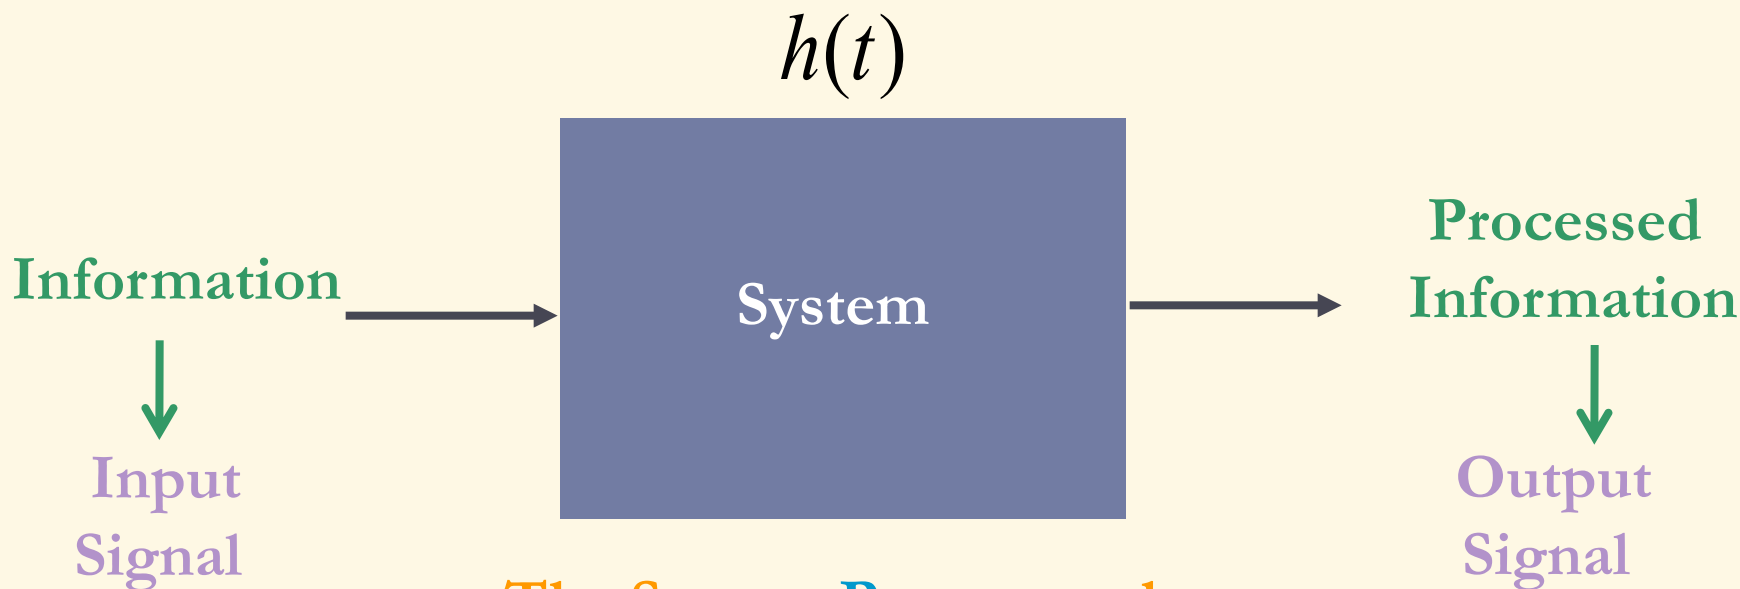 h(t)
Information
System
Processed
Information
Input
Signal
Output
Signal